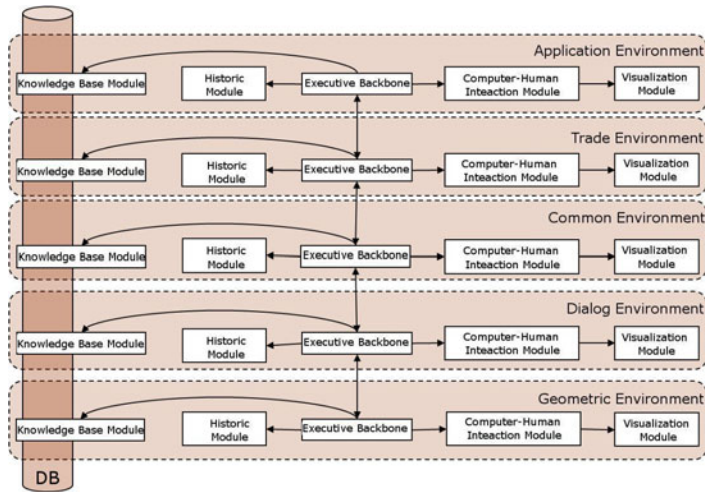 Application Environment
Knowledge Base Module
Historic
Module
Executive Backbone
Computer-Human
Inteaction Module
Visualization
Module
Trade Environment
Knowledge Base Module
Historic
Module
Executive Backbone
Computer-Human
Inteaction Module
Visualization
Module
Common Environment
Knowledge Base Module
Historic
Module
Executive Backbone
Computer-Human
Inteaction Module
Visualization
Module
Dialog Environment
Knowledge Base Module
Historic
Module
Executive Backbone
Computer-Human
Inteaction Module
Visualization
Module
Geometric Environment
Knowledge Base Module
Historic
Module
Executive Backbone
Computer-Human
Inteaction Module
Visualization
Module
DB